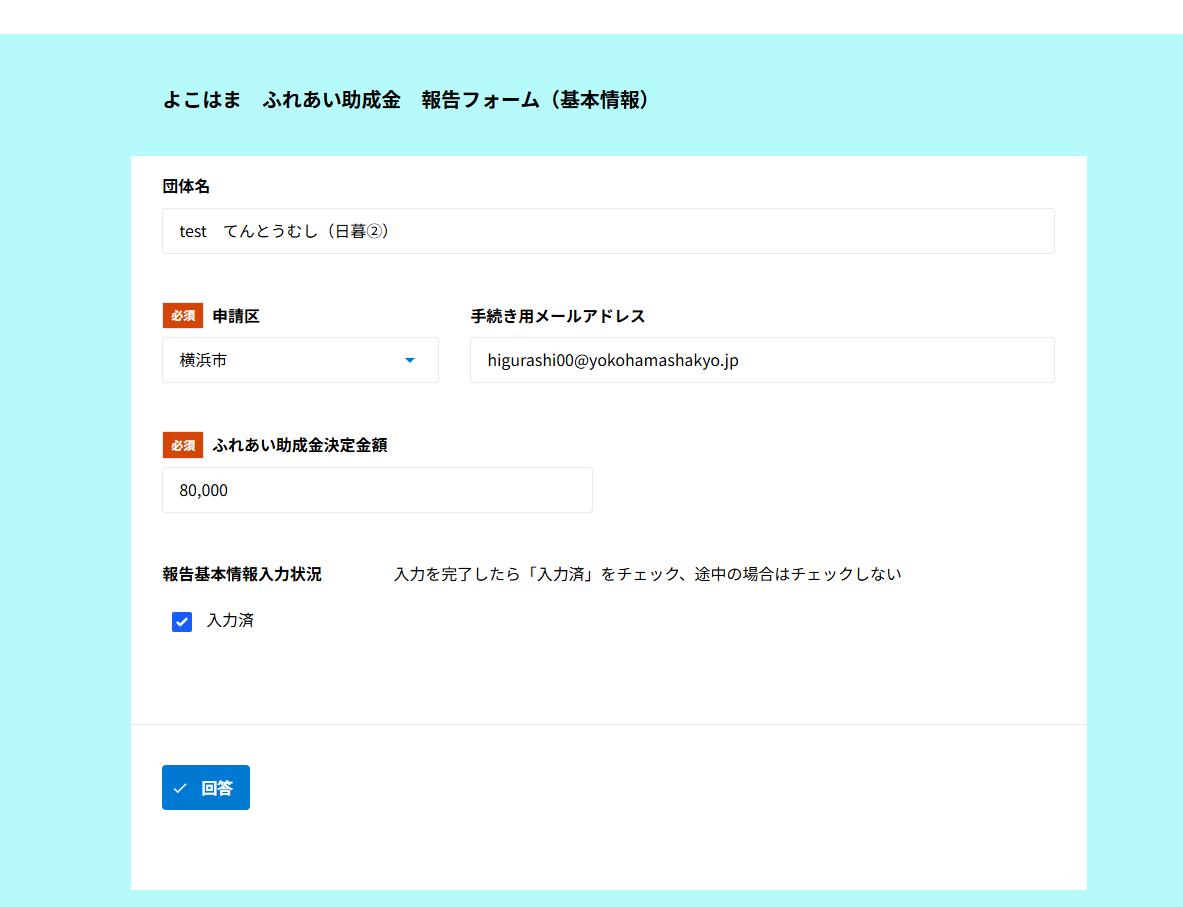 よこはま　ふれあい助成金　報告フォーム（基本情報）
団体名
test　てんとうむし（日暮②）
必須 申請区
横浜市
手続き用メールアドレス
higurashi00@yokohamashakyo.jp
必須 ふれあい助成金決定金額
80,000
報告基本情報入力状況
入力を完了したら「入力済」をチェック、途中の場合はチェックしない
入力済
回答